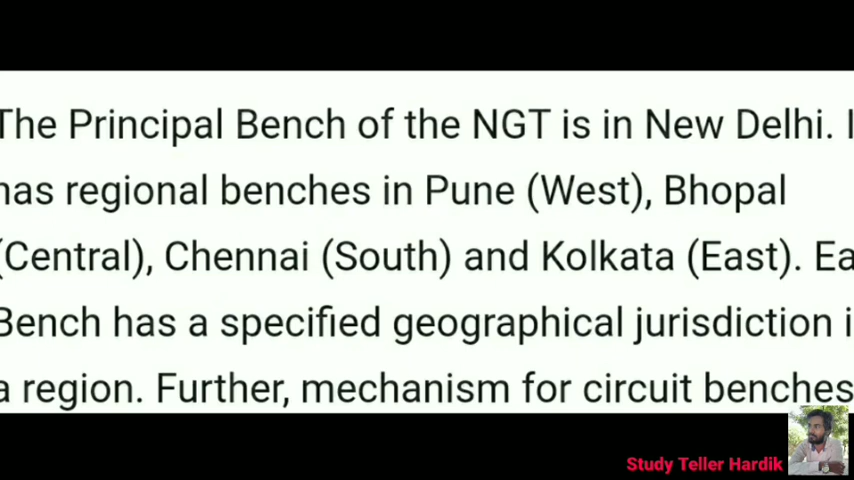 The Principal Bench of the NGT is in New Delhi. I
has regional benches in Pune (West), Bhopal
(Central), Chennai (South) and Kolkata (East). Ea
Bench has a specified geographical jurisdiction i
a region. Further, mechanism for circuit benches
Study Teller Hardik